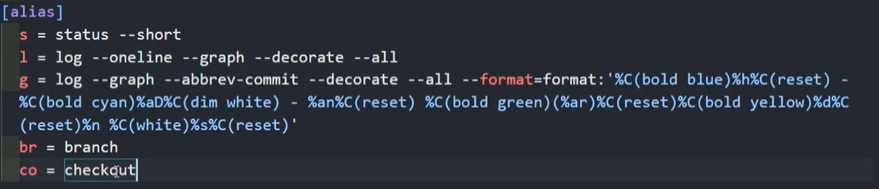 [alias]
s = status --short
l = log --oneline --graph --decorate --all
g = log --graph --abbrev-commit --decorate --all --format=format:'%C(bold blue)%h%C(reset) -
%C(bold cyan)%aD%C(dim white) - %an%C(reset) %C(bold green)(%ar)%C(reset)%C(bold yellow)%d%C
(reset)%n %C(white)%s%C(reset)'
br = branch
co = checkout